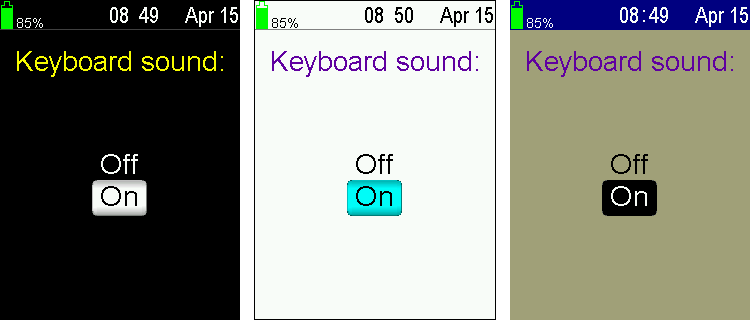 85% 08 49 Apr 15
Keyboard sound:
Off
On
85% 08 50 Apr 15
Keyboard sound:
Off
On
85% 08:49 Apr 15
Keyboard sound:
Off
On